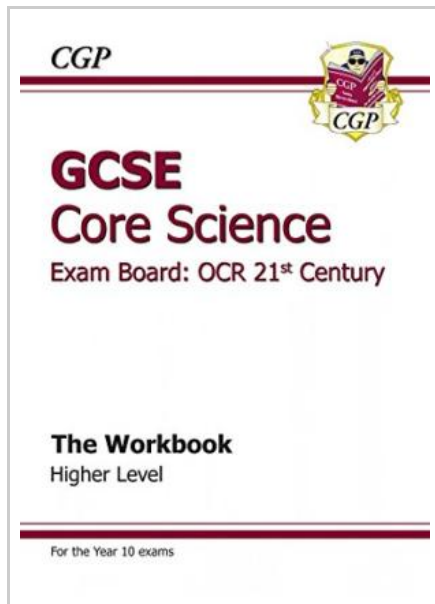 CGP
CGP
CGP
GCSE
Core Science
Exam Board: OCR 21st Century
The Workbook
Higher Level
For the Year 10 exams